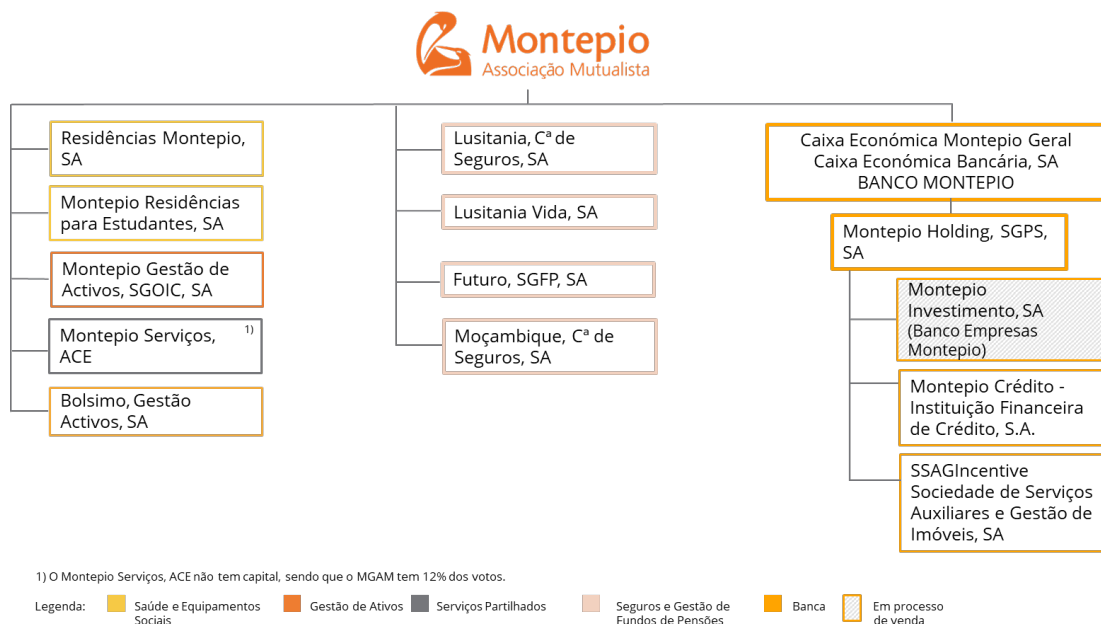 Montepio
Associação Mutualista
Residências Montepio,
SA
Montepio Residências
para Estudantes, SA
Montepio Gestão de
Activos, SGOIC, SA
Montepio Serviços, 1)
ACE
Bolsimo, Gestão
Activos, SA
Lusitania, Cª de
Seguros, SA
Lusitania Vida, SA
Futuro, SGFP, SA
Moçambique, Cª de
Seguros, SA
Caixa Económica Montepio Geral
Caixa Económica Bancária, SA
BANCO MONTEPIO
Montepio Holding, SGPS,
SA
Montepio
Investimento, SA
(Banco Empresas
Montepio)
Montepio Crédito -
Instituição Financeira
de Crédito, S.A.
SSAGIncentive
Sociedade de Serviços
Auxiliares e Gestão de
Imóveis, SA
1) O Montepio Serviços, ACE não tem capital, sendo que o MGAM tem 12% dos votos.
Legenda:
Saúde e Equipamentos
Sociais
Gestão de Ativos
Serviços Partilhados
Seguros e Gestão de
Fundos de Pensões
Banca
Em processo
de venda